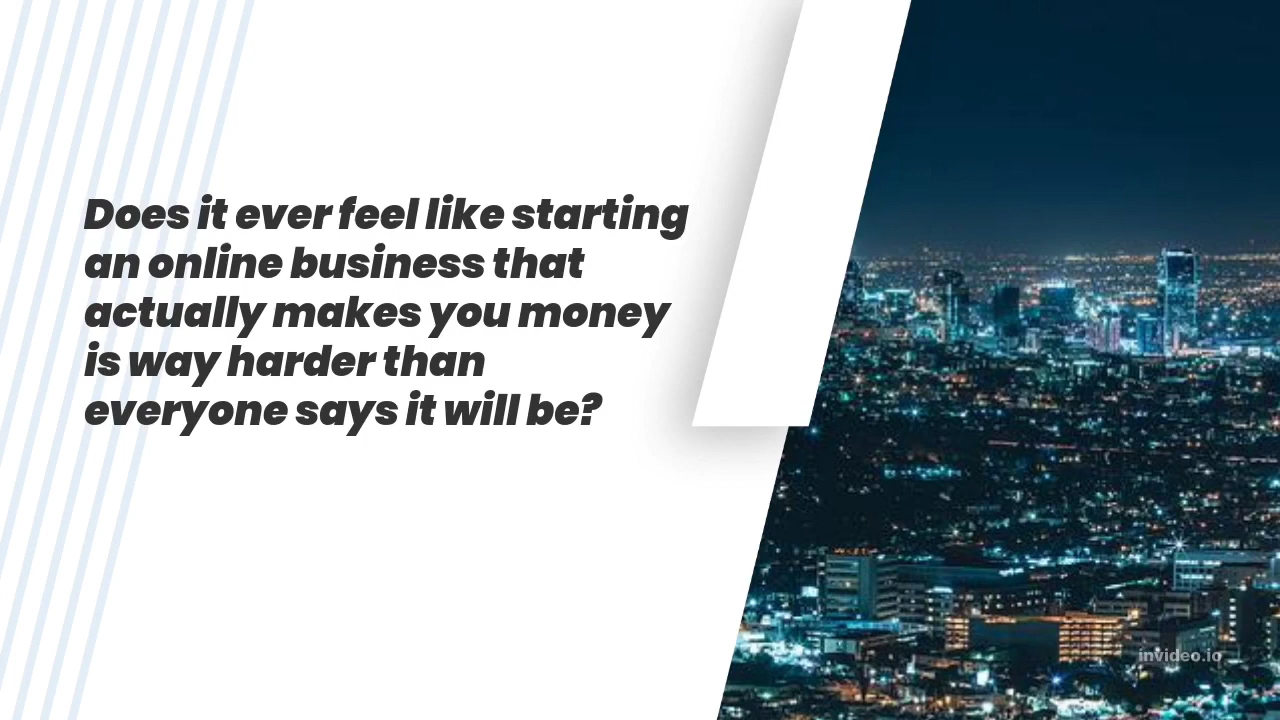 Does it ever feel like starting
an online business that
actually makes you money
is way harder than
everyone says it will be?
invideo.io